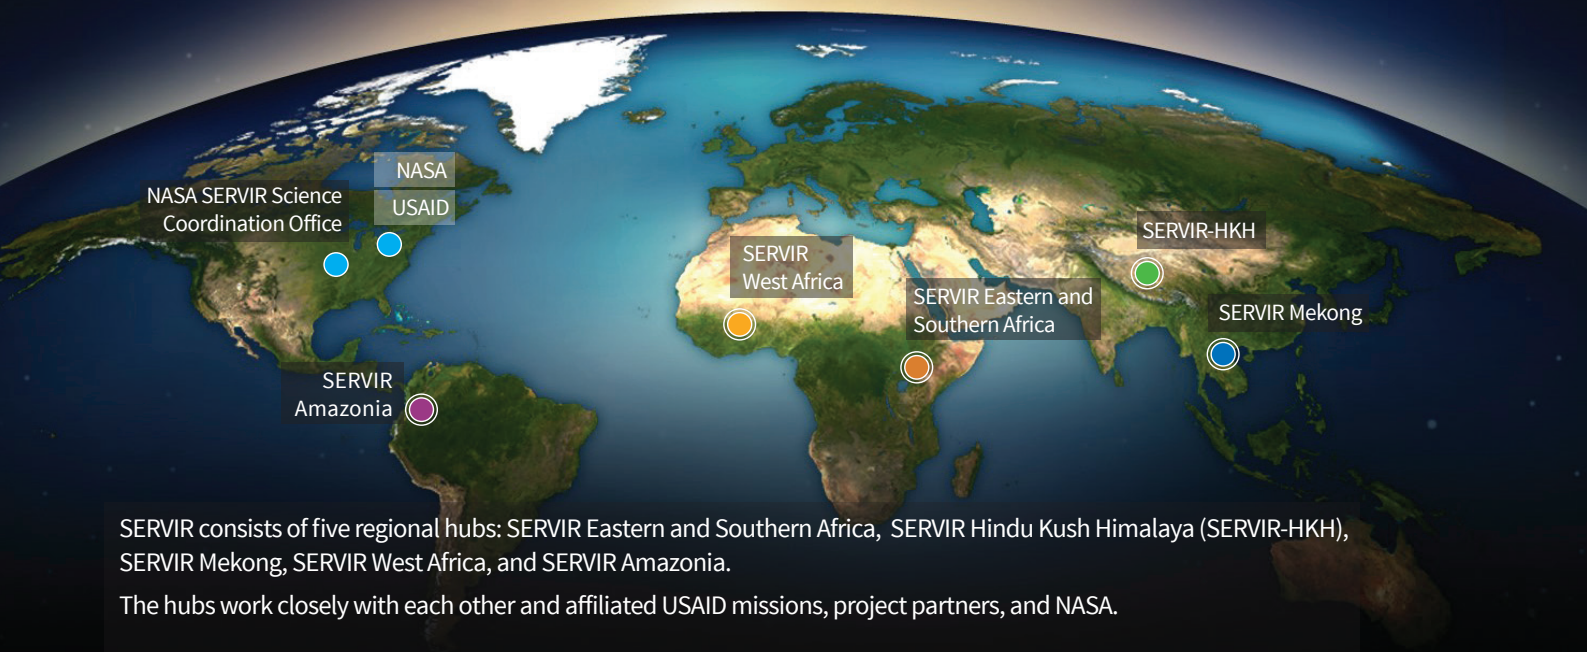 NASA
USAID
NASA SERVIR Science
Coordination Office
SERVIR-HKH
SERVIR
West Africa
SERVIR Eastern and
Southern Africa
SERVIR Mekong
SERVIR
Amazonia
SERVIR consists of five regional hubs: SERVIR Eastern and Southern Africa, SERVIR Hindu Kush Himalaya (SERVIR-HKH),
SERVIR Mekong, SERVIR West Africa, and SERVIR Amazonia.
The hubs work closely with each other and affiliated USAID missions, project partners, and NASA.